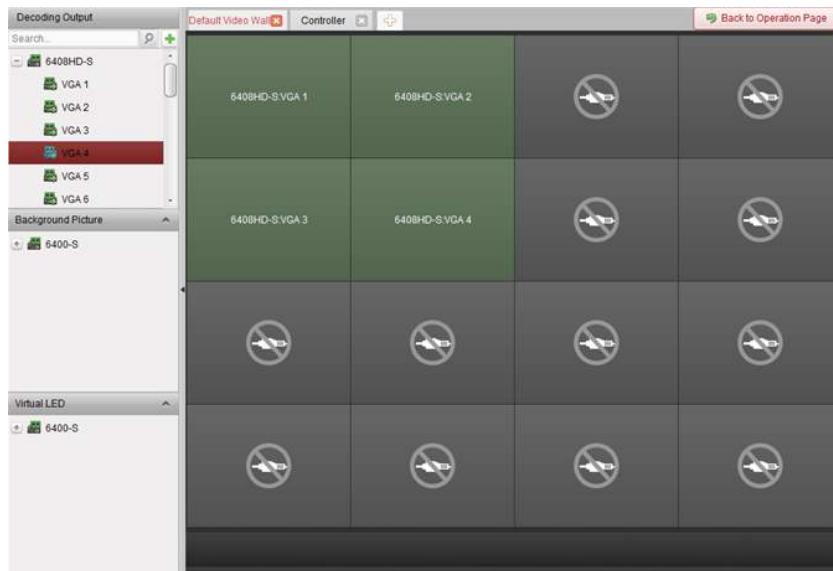 Decoding Output
Default Video Wall
Controller
Back to Operation Page
Search...
6408HD-S
VGA 1
VGA 2
VGA 3
VGA 4
VGA 5
VGA 6
Background Picture
6400-S
Virtual LED
6400-S
6408HD-S:VGA 1
6408HD-S:VGA 2
6408HD-S:VGA 3
6408HD-S:VGA 4